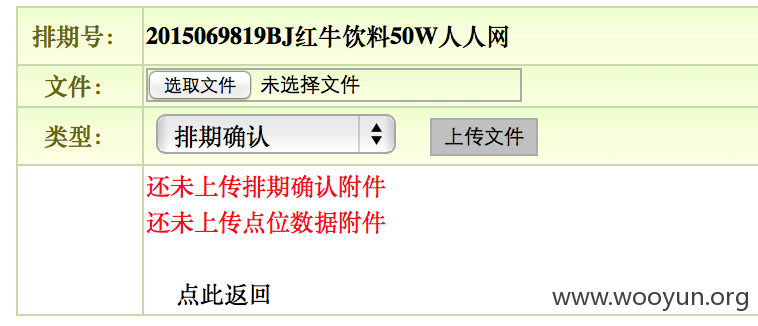 排期号： 2015069819BJ红牛饮料50W人人网
文件： 选取文件 未选择文件
类型： 排期确认 上传文件
还未上传排期确认附件
还未上传点位数据附件
点此返回
www.wooyun.org